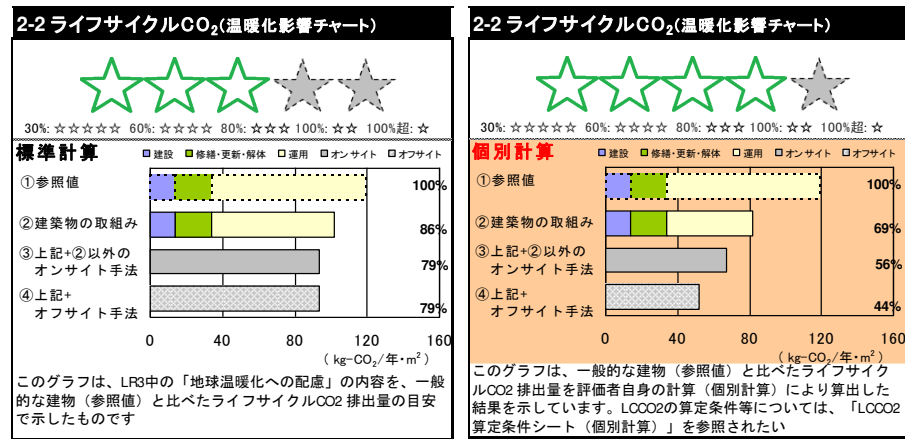 2-2 ライフサイクルCO2(温暖化影響チャート)
30%: ☆☆☆☆☆ 60%: ☆☆☆☆ 80%: ☆☆☆ 100%: ☆☆ 100%超: ☆
標準計算
建設 修繕・更新・解体 運用 オンサイト オフサイト
①参照値 100%
②建築物の取組み 86%
③上記+②以外の
オンサイト手法 79%
④上記+
オフサイト手法 79%
0 40 80 120 160
( kg-CO2/年・m2 )
このグラフは、LR3中の「地球温暖化への配慮」の内容を、一般
的な建物（参照値）と比べたライフサイクルCO2 排出量の目安
で示したものです
2-2 ライフサイクルCO2(温暖化影響チャート)
30%: ☆☆☆☆☆ 60%: ☆☆☆☆ 80%: ☆☆☆ 100%: ☆☆ 100%超: ☆
個別計算
建設 修繕・更新・解体 運用 オンサイト オフサイト
①参照値 100%
②建築物の取組み 69%
③上記+②以外の
オンサイト手法 56%
④上記+
オフサイト手法 44%
0 40 80 120 160
( kg-CO2/年・m2 )
このグラフは、一般的な建物（参照値）と比べたライフサイク
ルCO2 排出量を評価者自身の計算（個別計算）により算出した
結果を示しています。LCCO2の算定条件等については、「LCCO2
算定条件シート（個別計算）」を参照されたい